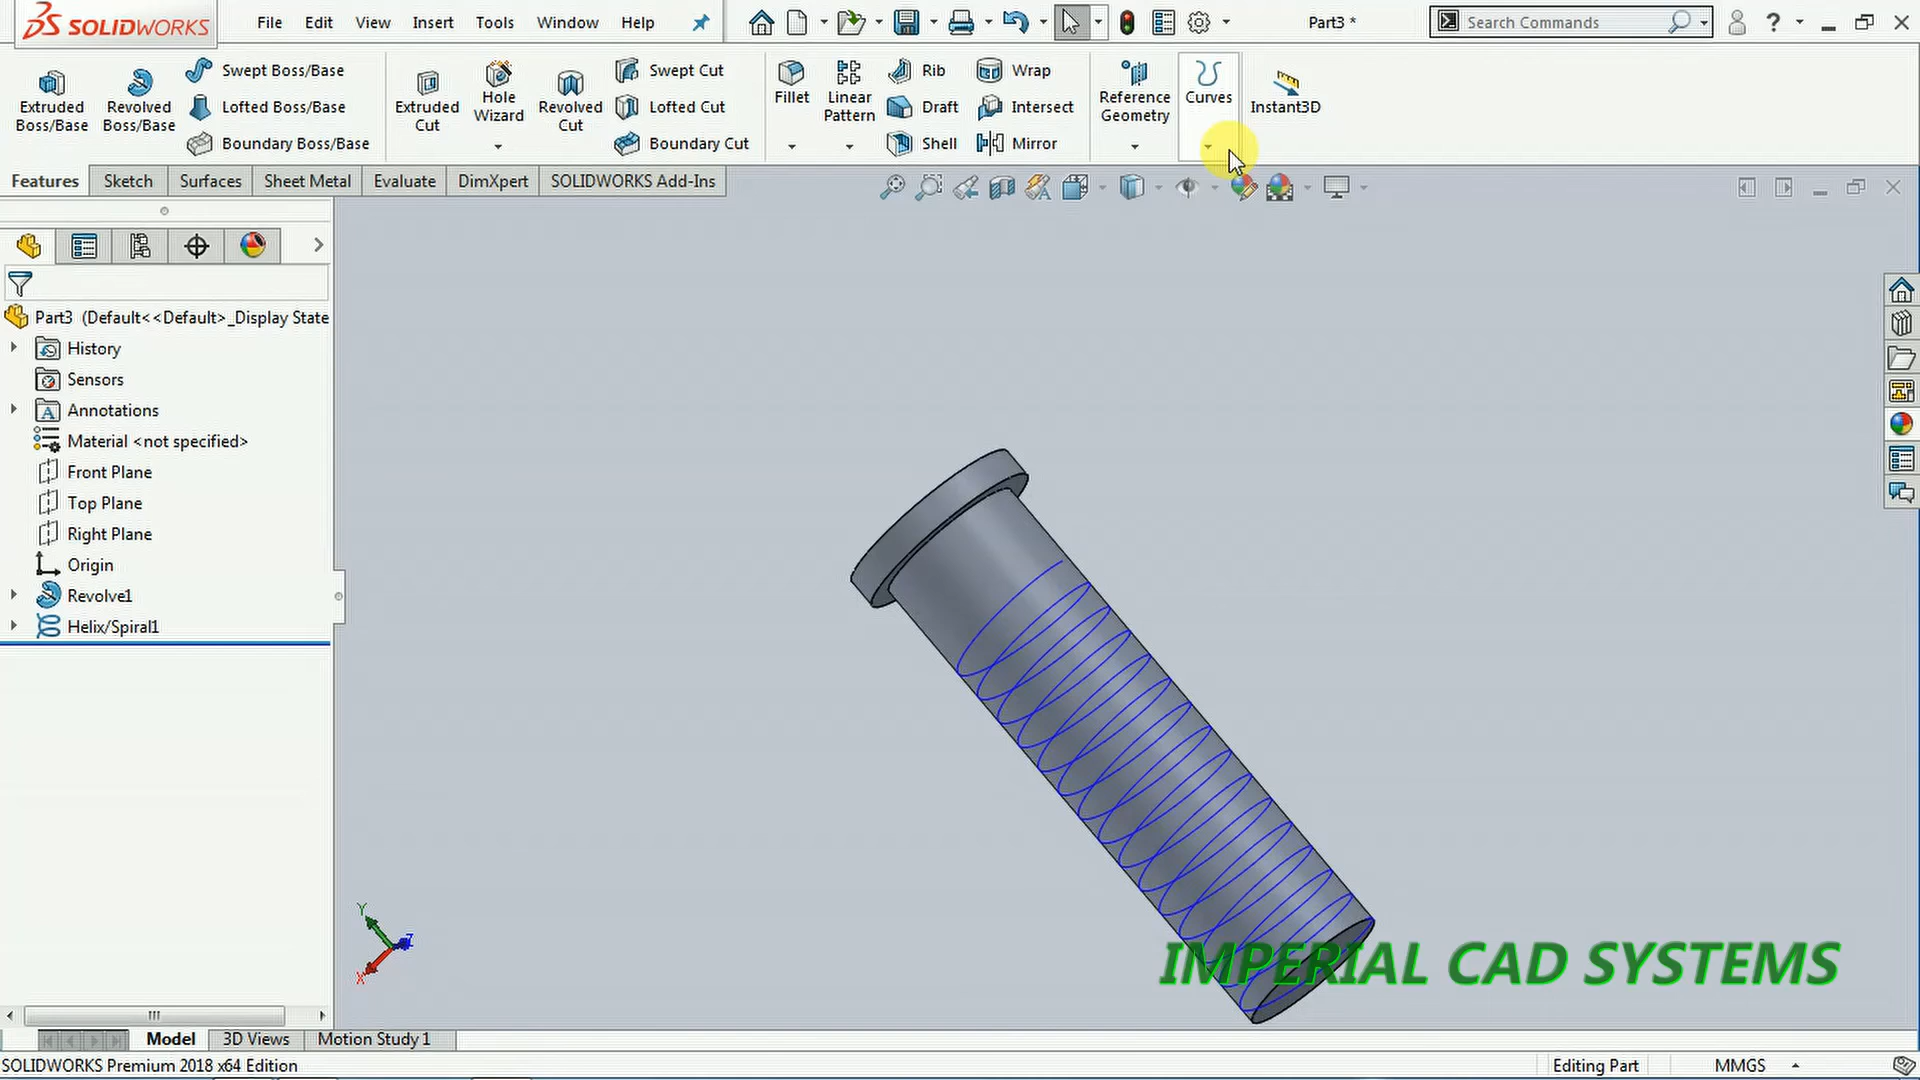 SOLIDWORKS File Edit View Insert Tools Window Help Part3 * Search Commands ?
Extruded Boss/Base
Revolved Boss/Base
Swept Boss/Base
Lofted Boss/Base
Boundary Boss/Base
Extruded Cut
Hole Wizard
Revolved Cut
Swept Cut
Lofted Cut
Boundary Cut
Fillet
Linear Pattern
Rib
Draft
Shell
Wrap
Intersect
Mirror
Reference Geometry
Curves
Instant3D
Features Sketch Surfaces Sheet Metal Evaluate DimXpert SOLIDWORKS Add-Ins
Part3 (Default<<Default>_Display State
History
Sensors
Annotations
Material <not specified>
Front Plane
Top Plane
Right Plane
Origin
Revolve1
Helix/Spiral1
Y
Z
X
IMPERIAL CAD SYSTEMS
Model 3D Views Motion Study 1
SOLIDWORKS Premium 2018 x64 Edition Editing Part MMGS